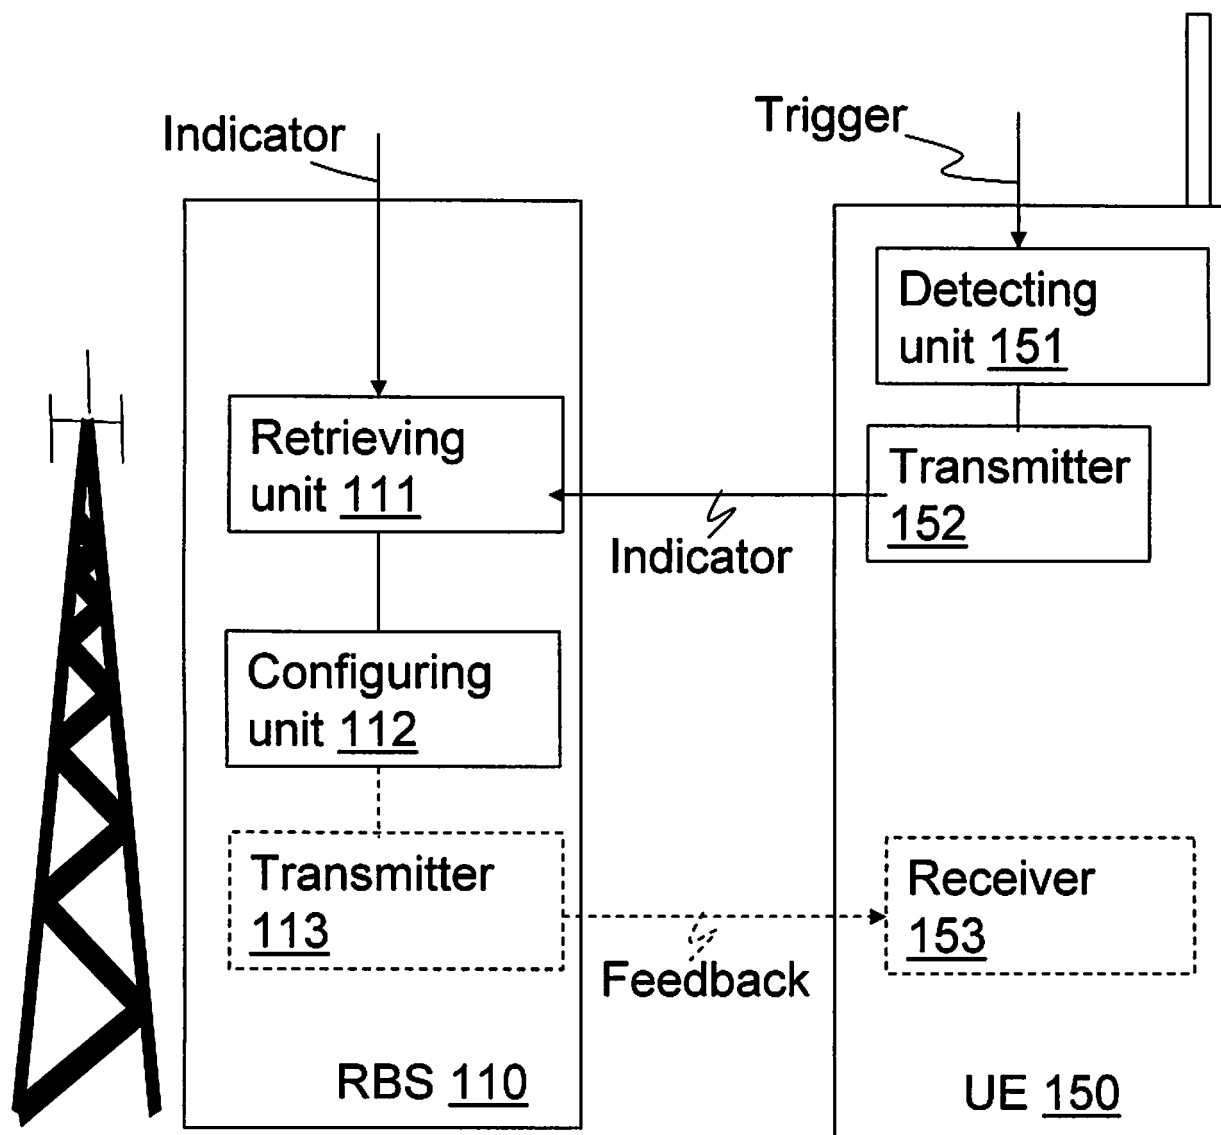 Indicator
Trigger
Detecting
unit 151
Retrieving
unit 111
Transmitter
152
Indicator
Configuring
unit 112
Transmitter
113
Receiver
153
Feedback
RBS 110
UE 150